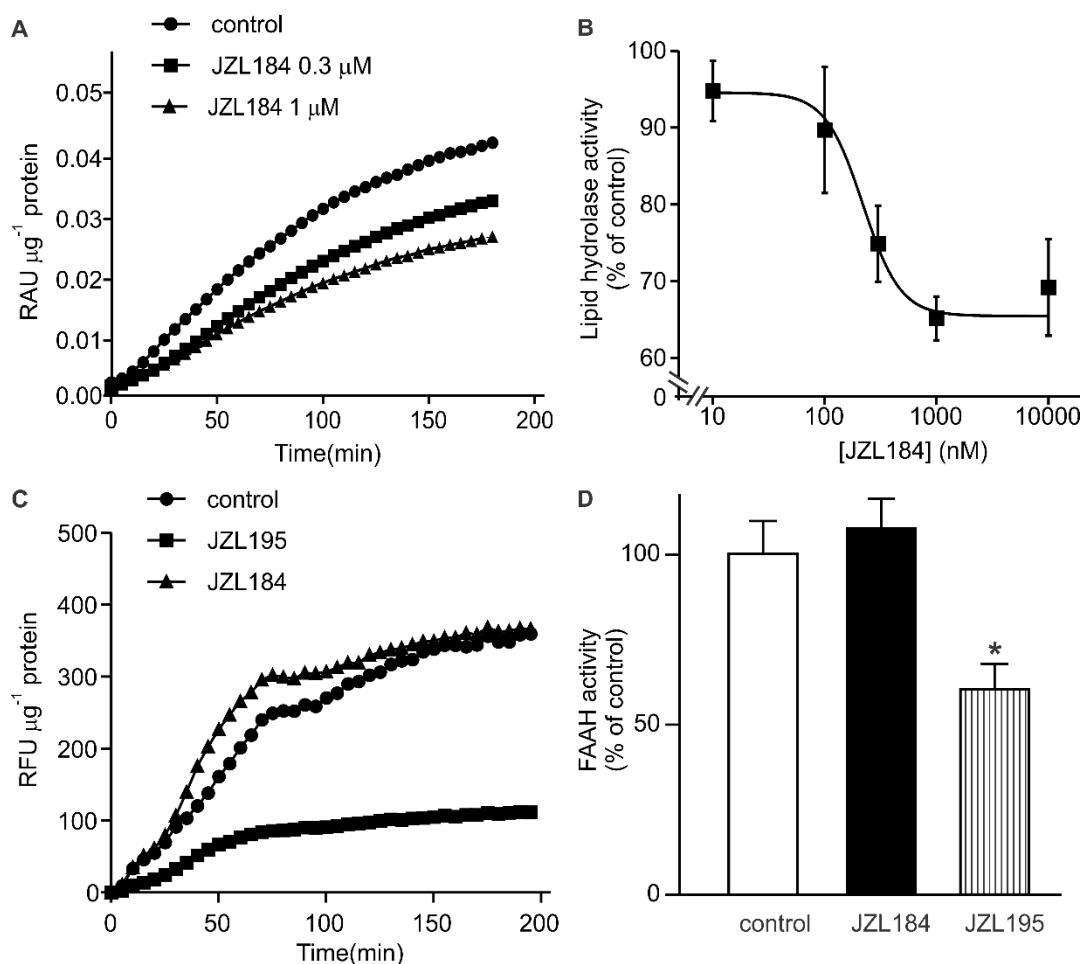 A
control
JZL184 0.3 μM
JZL184 1 μM
0.05
0.04
0.03
0.02
0.01
0.00
RAU μg⁻¹ protein
0
50
100
150
200
Time(min)
B
100
90
80
70
60
0
Lipid hydrolase activity
(% of control)
10
100
1000
10000
[JZL184] (nM)
C
control
JZL195
JZL184
500
400
300
200
100
0
RFU μg⁻¹ protein
0
50
100
150
200
Time(min)
D
100
50
0
FAAH activity
(% of control)
*
control
JZL184
JZL195